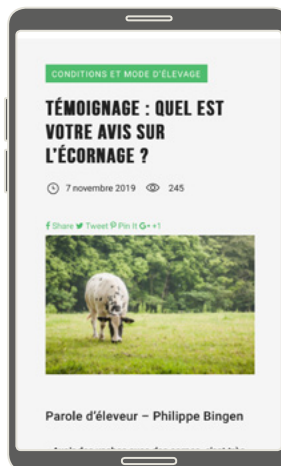 CONDITIONS ET MODE D'ÉLEVAGE
TÉMOIGNAGE : QUEL EST
VOTRE AVIS SUR
L'ÉCORNAGE ?
7 novembre 2019 245
Share Tweet Pin It G+ +1
Parole d'éleveur – Philippe Bingen